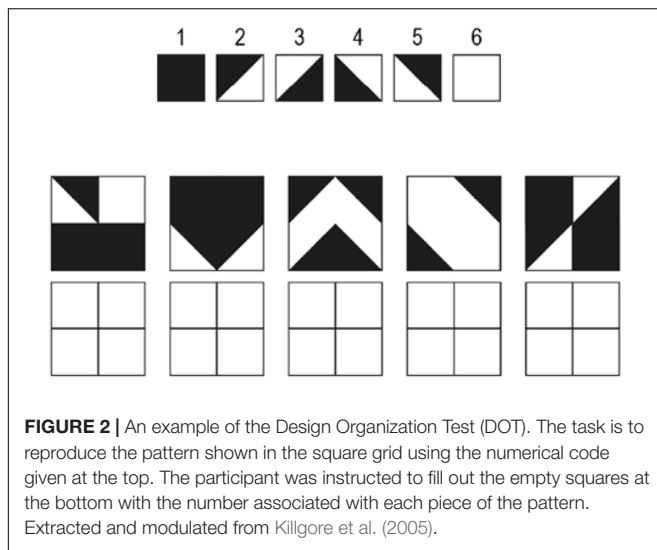 1 2 3 4 5 6
FIGURE 2 | An example of the Design Organization Test (DOT). The task is to
reproduce the pattern shown in the square grid using the numerical code
given at the top. The participant was instructed to fill out the empty squares at
the bottom with the number associated with each piece of the pattern.
Extracted and modulated from Killgore et al. (2005).